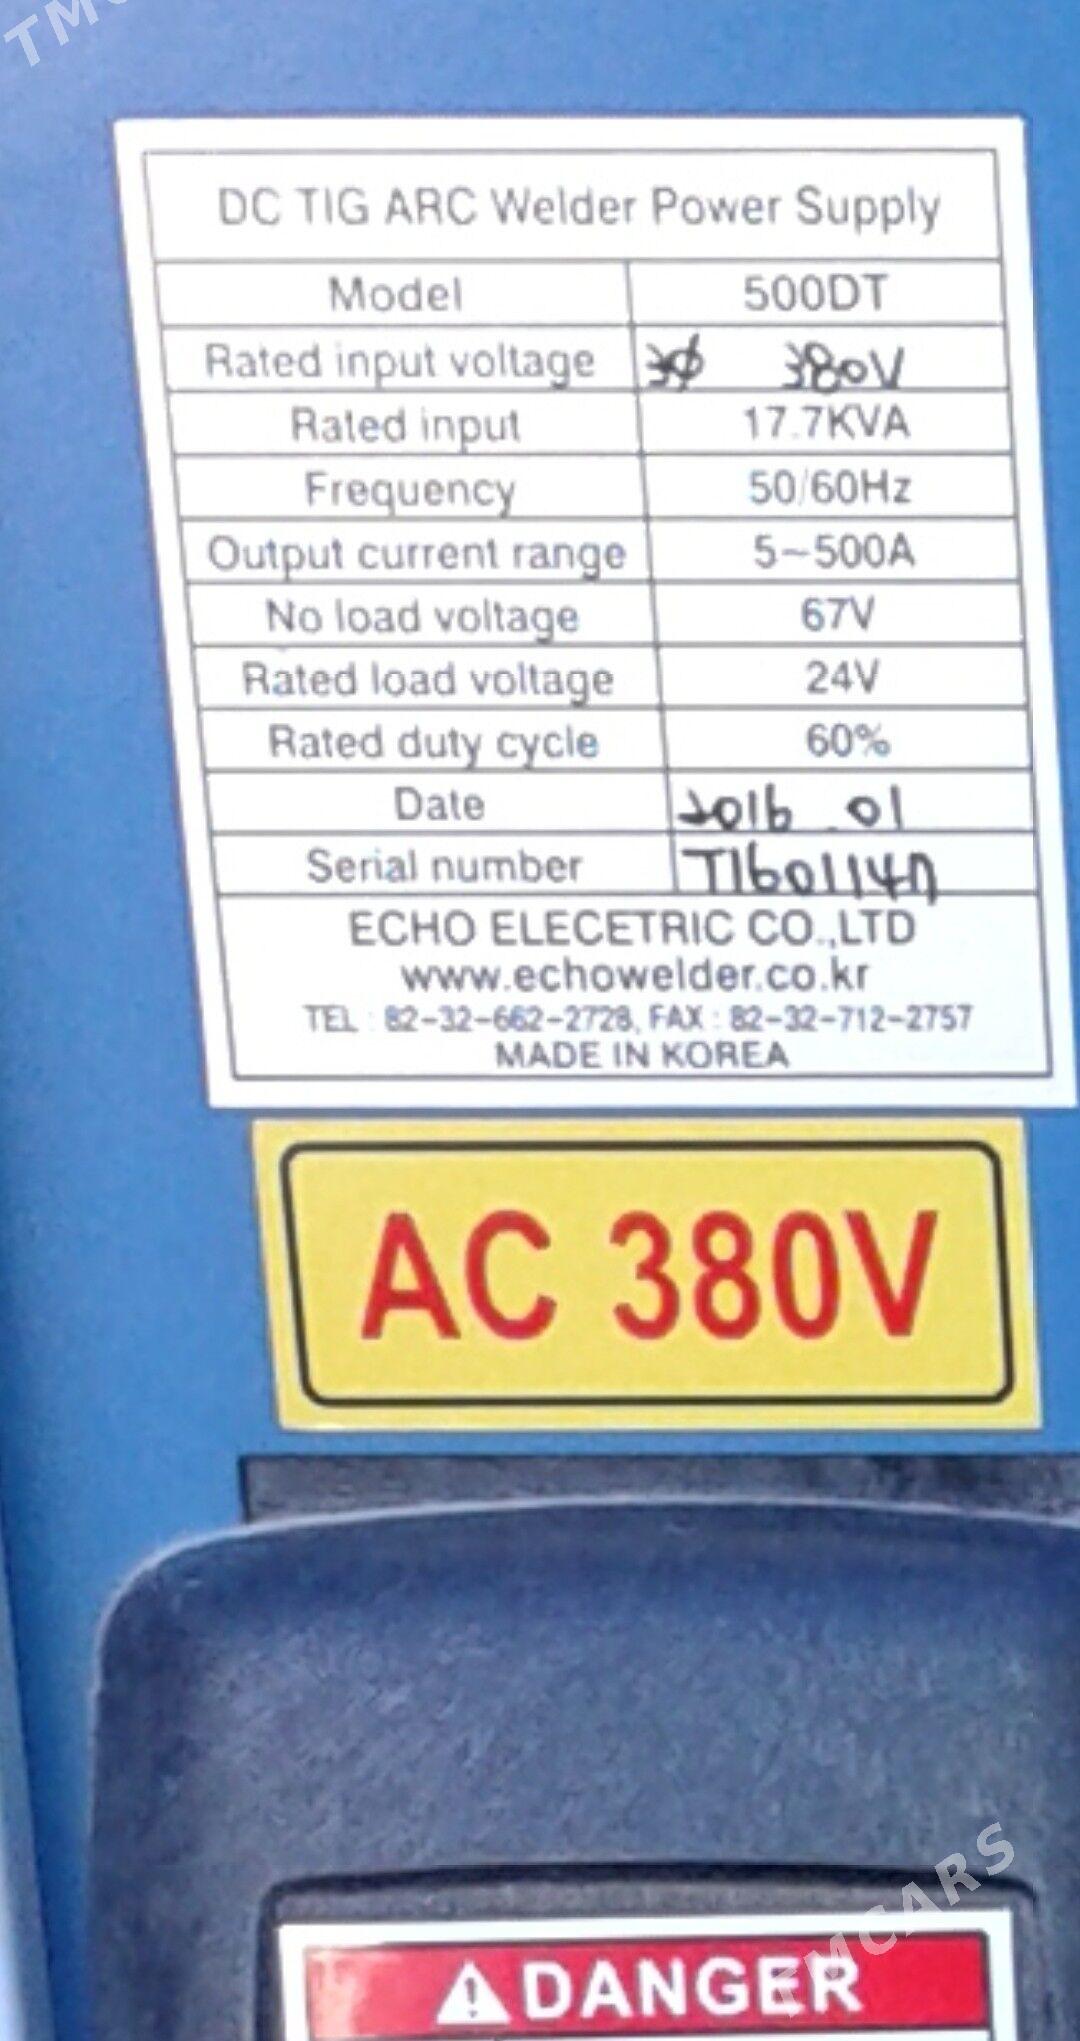 DC TIG ARC Welder Power Supply
Model 500DT
Rated input voltage 3Ø 380V
Rated input 17.7KVA
Frequency 50/60Hz
Output current range 5~500A
No load voltage 67V
Rated load voltage 24V
Rated duty cycle 60%
Date 2016.01
Serial number T1601147
ECHO ELECETRIC CO.,LTD
www.echowelder.co.kr
TEL : 82-32-662-2728, FAX : 82-32-712-2757
MADE IN KOREA
AC 380V
TMCARS
⚠ DANGER